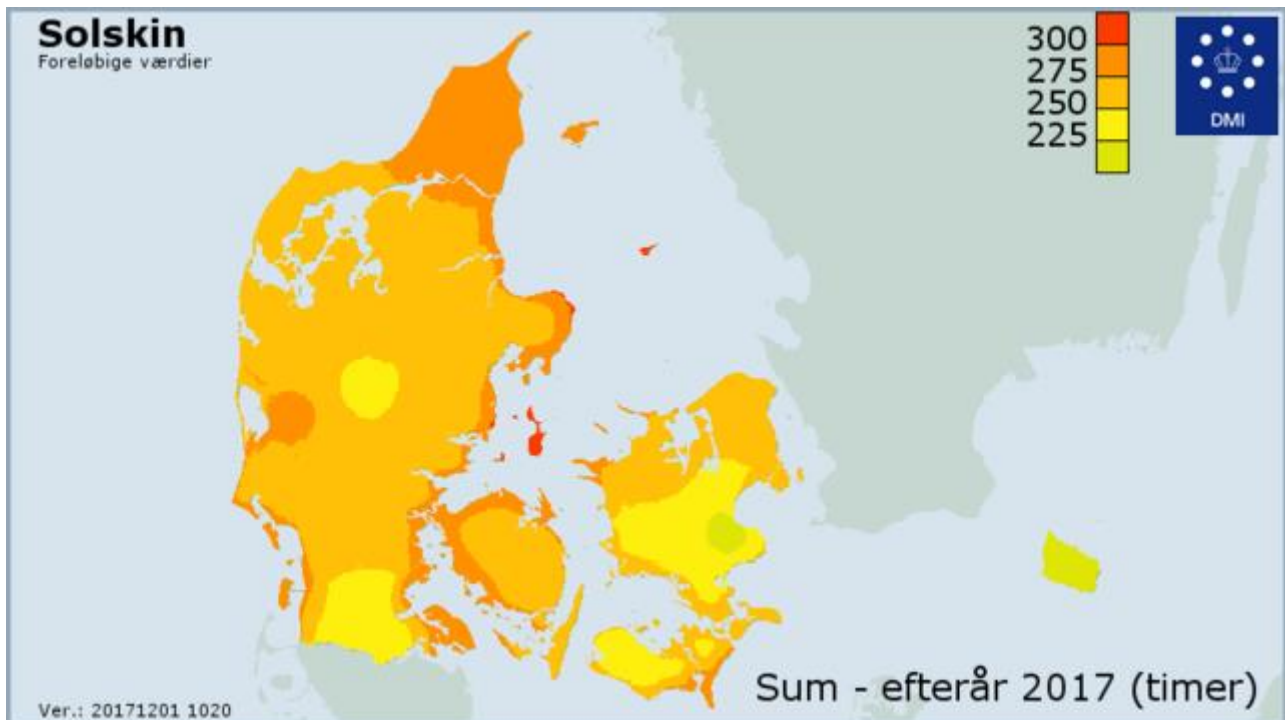 Solskin
Foreløbige værdier
300
275
250
225
DMI
Sum - efterår 2017 (timer)
Ver.: 20171201 1020